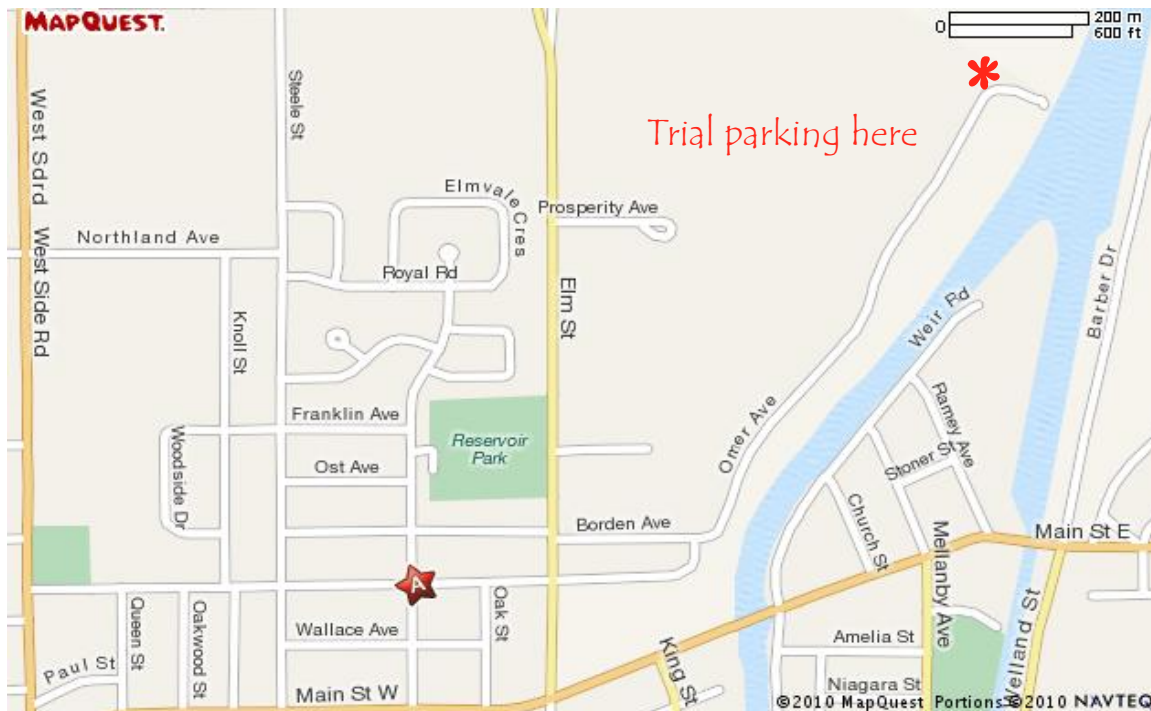 MAPQUEST.
0
200 m
600 ft
Trial parking here
West Sdrd
Steele St
Elmvale Cres
Prosperity Ave
Northland Ave
West Side Rd
Royal Rd
Elm St
Knoll St
Weir Rd
Barber Dr
Franklin Ave
Reservoir
Park
Omer Ave
Ramey Ave
Woodside Dr
Ost Ave
Stoner St
Church St
Borden Ave
Main St E
Mellanby Ave
A
Queen St
Oakwood St
Oak St
Wallace Ave
Amelia St
Welland St
Paul St
King St
Main St W
Niagara St
©2010 MapQuest Portions ©2010 NAVTEQ